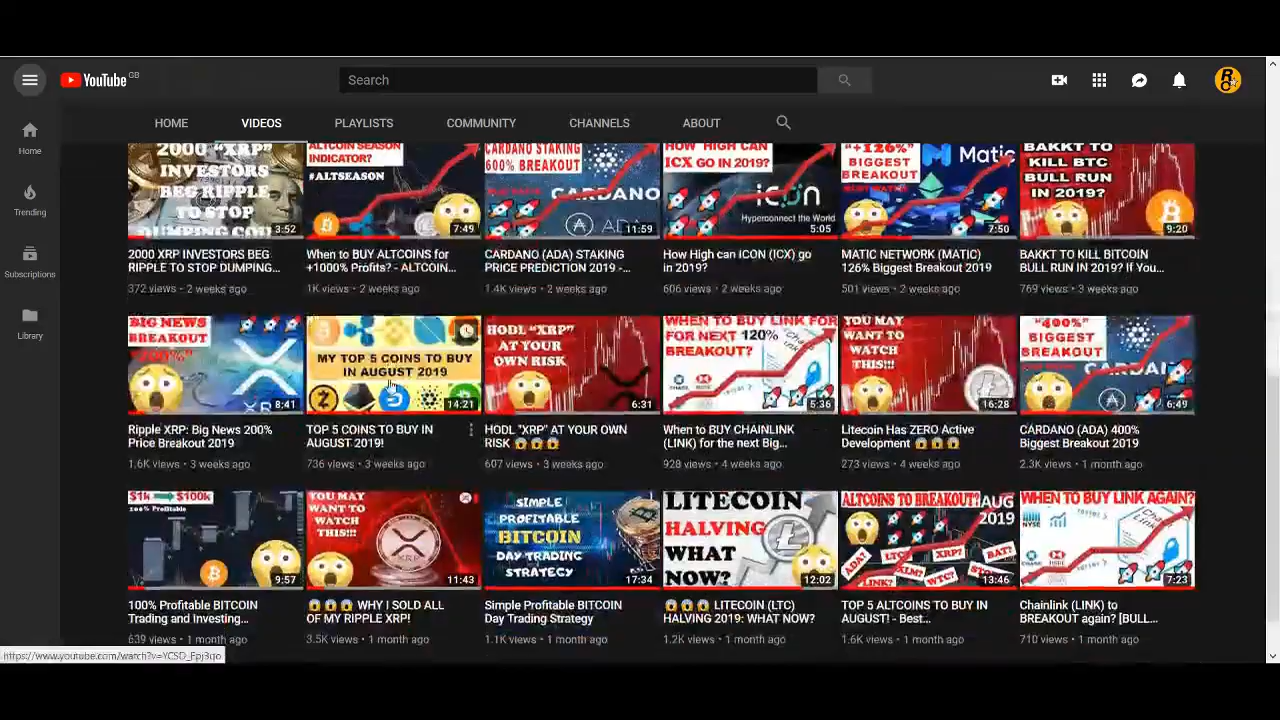 YouTube GB
Search
HOME VIDEOS PLAYLISTS COMMUNITY CHANNELS ABOUT
Home
Trending
Subscriptions
Library
2000 "XRP"
INVESTORS
BEG RIPPLE
TO STOP
DUMPING COIN
3:52
2000 XRP INVESTORS BEG
RIPPLE TO STOP DUMPING...
372 views • 2 weeks ago
ALTCOIN SEASON
INDICATOR?
#ALTSEASON
7:49
When to BUY ALTCOINS for
+1000% Profits? - ALTCOIN...
1K views • 2 weeks ago
CARDANO STAKING
600% BREAKOUT
CARDANO
ADA
11:59
CARDANO (ADA) STAKING
PRICE PREDICTION 2019 -...
1.4K views • 2 weeks ago
HOW HIGH CAN
ICX GO IN 2019?
icon
Hyperconnect the World
5:05
How High can ICON (ICX) go
in 2019?
606 views • 2 weeks ago
"+126%"
BIGGEST
BREAKOUT
Matic
7:50
MATIC NETWORK (MATIC)
126% Biggest Breakout 2019
501 views • 2 weeks ago
BAKKT TO
KILL BTC
BULL RUN
IN 2019?
9:20
BAKKT TO KILL BITCOIN
BULL RUN IN 2019? If You...
769 views • 3 weeks ago
BIG NEWS
BREAKOUT
"200%"
8:41
Ripple XRP: Big News 200%
Price Breakout 2019
1.6K views • 3 weeks ago
MY TOP 5 COINS TO BUY
IN AUGUST 2019
14:21
TOP 5 COINS TO BUY IN
AUGUST 2019!
736 views • 3 weeks ago
HODL "XRP"
AT YOUR
OWN RISK
6:31
HODL "XRP" AT YOUR OWN
RISK 😱😱😱
607 views • 3 weeks ago
WHEN TO BUY LINK FOR
FOR NEXT 120%
BREAKOUT?
5:36
When to BUY CHAINLINK
(LINK) for the next Big...
928 views • 4 weeks ago
YOU MAY
WANT TO
WATCH
THIS!!!
16:28
Litecoin Has ZERO Active
Development 😱😱😱
273 views • 4 weeks ago
"400%"
BIGGEST
BREAKOUT
CARDANO
6:49
CARDANO (ADA) 400%
Biggest Breakout 2019
2.3K views • 1 month ago
$1k $100k
100% Profitable
9:57
100% Profitable BITCOIN
Trading and Investing...
639 views • 1 month ago
YOU MAY
WANT TO
WATCH
THIS!!!
XRP
11:43
😱😱😱 WHY I SOLD ALL
OF MY RIPPLE XRP!
3.5K views • 1 month ago
SIMPLE
PROFITABLE
BITCOIN
DAY TRADING
STRATEGY
17:34
Simple Profitable BITCOIN
Day Trading Strategy
1.1K views • 1 month ago
LITECOIN
HALVING
WHAT
NOW?
12:02
😱😱😱 LITECOIN (LTC)
HALVING 2019: WHAT NOW?
1.2K views • 1 month ago
ALTCOINS TO BREAKOUT?
AUG
2019
ADA?
LTC?
XRP?
BAT?
LINK?
XLM?
WTC?
13:46
TOP 5 ALTCOINS TO BUY IN
AUGUST! - Best...
1.6K views • 1 month ago
WHEN TO BUY LINK AGAIN?
NYSE
7:23
Chainlink (LINK) to
BREAKOUT again? [BULL...
710 views • 1 month ago